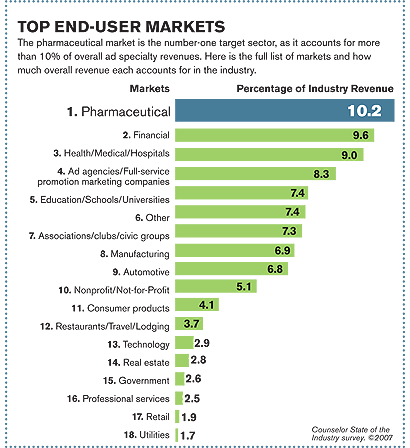 TOP END-USER MARKETS
The pharmaceutical market is the number-one target sector, as it accounts for more
than 10% of overall ad specialty revenues. Here is the full list of markets and how
much overall revenue each accounts for in the industry.
Markets Percentage of Industry Revenue
1. Pharmaceutical 10.2
2. Financial 9.6
3. Health/Medical/Hospitals 9.0
4. Ad agencies/Full-service
promotion marketing companies 8.3
5. Education/Schools/Universities 7.4
6. Other 7.4
7. Associations/clubs/civic groups 7.3
8. Manufacturing 6.9
9. Automotive 6.8
10. Nonprofit/Not-for-Profit 5.1
11. Consumer products 4.1
12. Restaurants/Travel/Lodging 3.7
13. Technology 2.9
14. Real estate 2.8
15. Government 2.6
16. Professional services 2.5
17. Retail 1.9
18. Utilities 1.7
Counselor State of the
Industry survey. ©2007